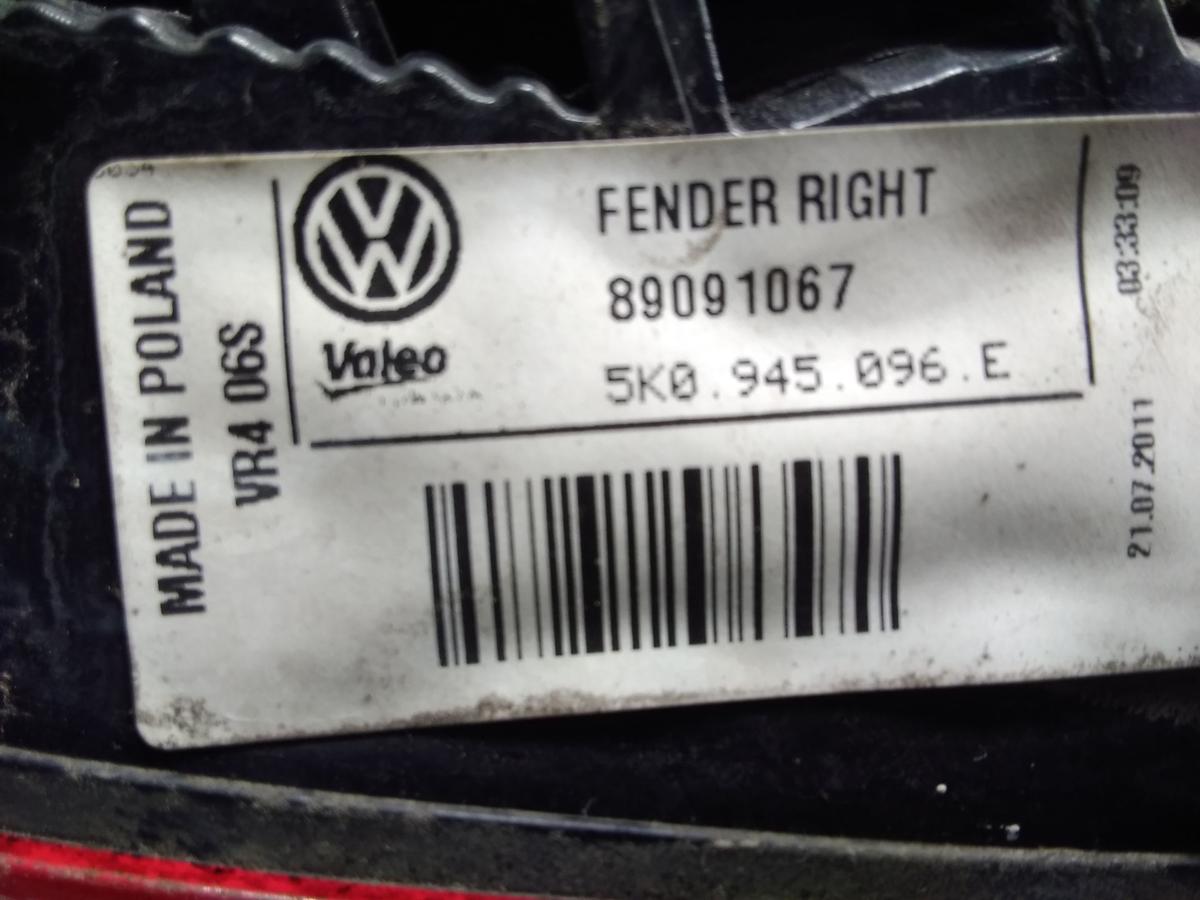 MADE IN POLAND
VR4 06S
Valeo
FENDER RIGHT
89091067
5K0.945.096.E
03:33:09
21.07.2011